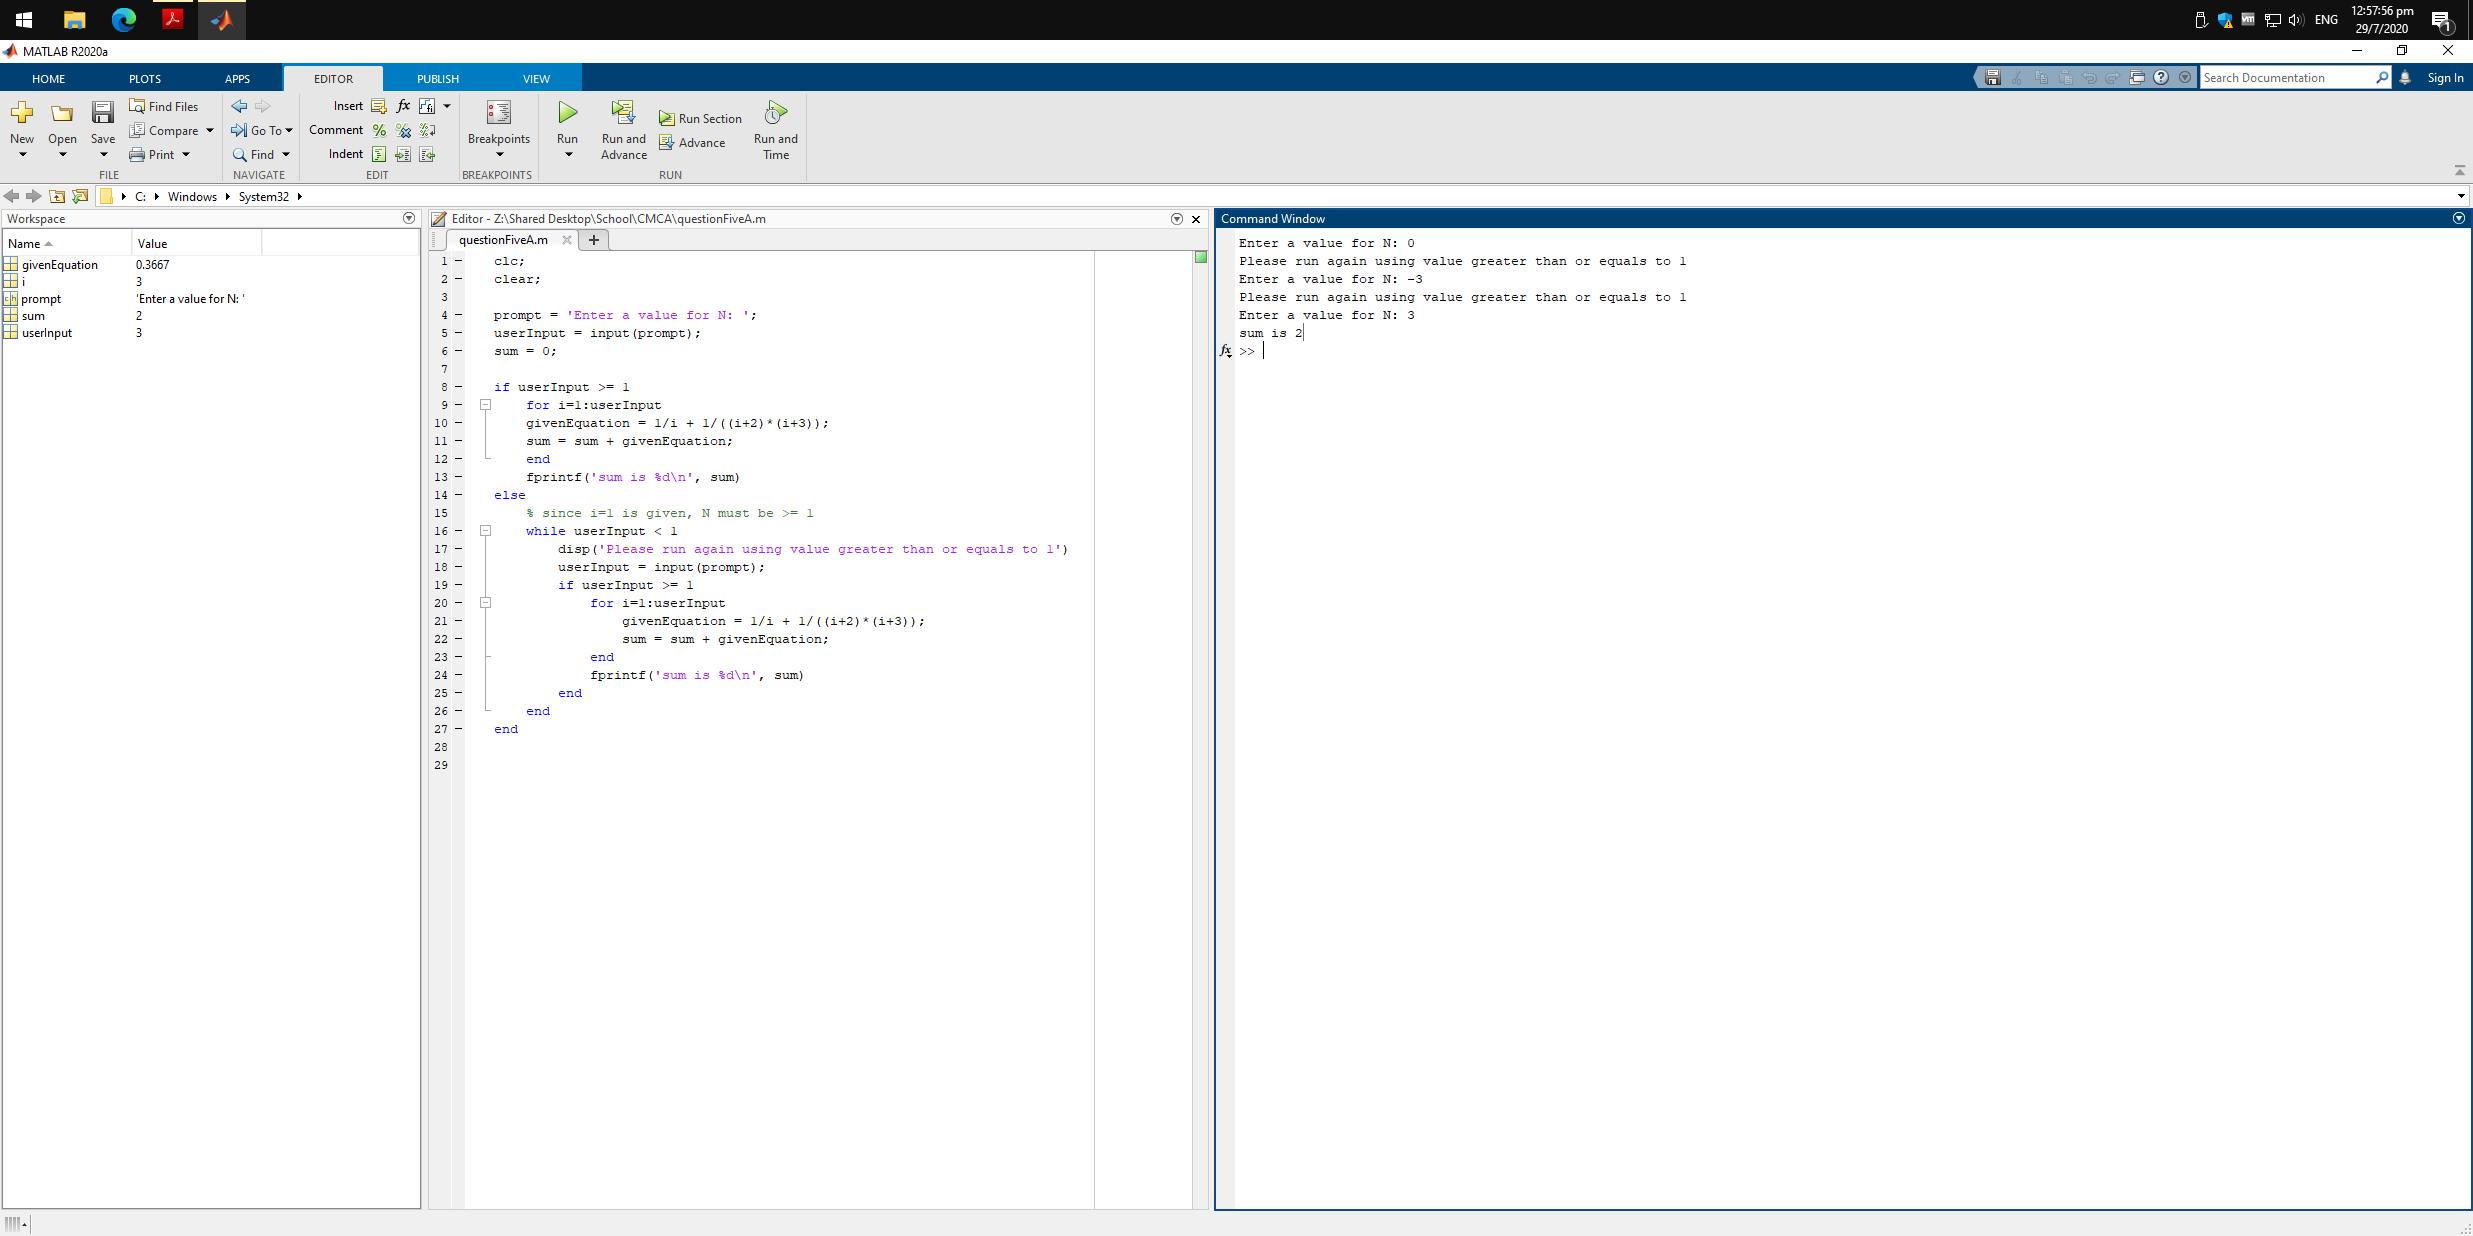 12:57:56 pm
ENG
29/7/2020
1
MATLAB R2020a
HOME PLOTS APPS EDITOR PUBLISH VIEW
Search Documentation
Sign In
New Open Save
Find Files
Compare
Print
FILE
Go To
Find
NAVIGATE
Insert fx
Comment
Indent
EDIT
Breakpoints
BREAKPOINTS
Run
Run and Advance
Run Section
Advance
Run and Time
RUN
C: Windows System32
Workspace
Name Value
givenEquation 0.3667
i 3
prompt 'Enter a value for N: '
sum 2
userInput 3
Editor - Z:\Shared Desktop\School\CMCA\questionFiveA.m
questionFiveA.m
1 clc;
2 clear;
3
4 prompt = 'Enter a value for N: ';
5 userInput = input(prompt);
6 sum = 0;
7
8 if userInput >= 1
9 for i=1:userInput
10 givenEquation = 1/i + 1/((i+2)*(i+3));
11 sum = sum + givenEquation;
12 end
13 fprintf('sum is %d\n', sum)
14 else
15 % since i=1 is given, N must be >= 1
16 while userInput < 1
17 disp('Please run again using value greater than or equals to 1')
18 userInput = input(prompt);
19 if userInput >= 1
20 for i=1:userInput
21 givenEquation = 1/i + 1/((i+2)*(i+3));
22 sum = sum + givenEquation;
23 end
24 fprintf('sum is %d\n', sum)
25 end
26 end
27 end
28
29
Command Window
Enter a value for N: 0
Please run again using value greater than or equals to 1
Enter a value for N: -3
Please run again using value greater than or equals to 1
Enter a value for N: 3
sum is 2
fx >>